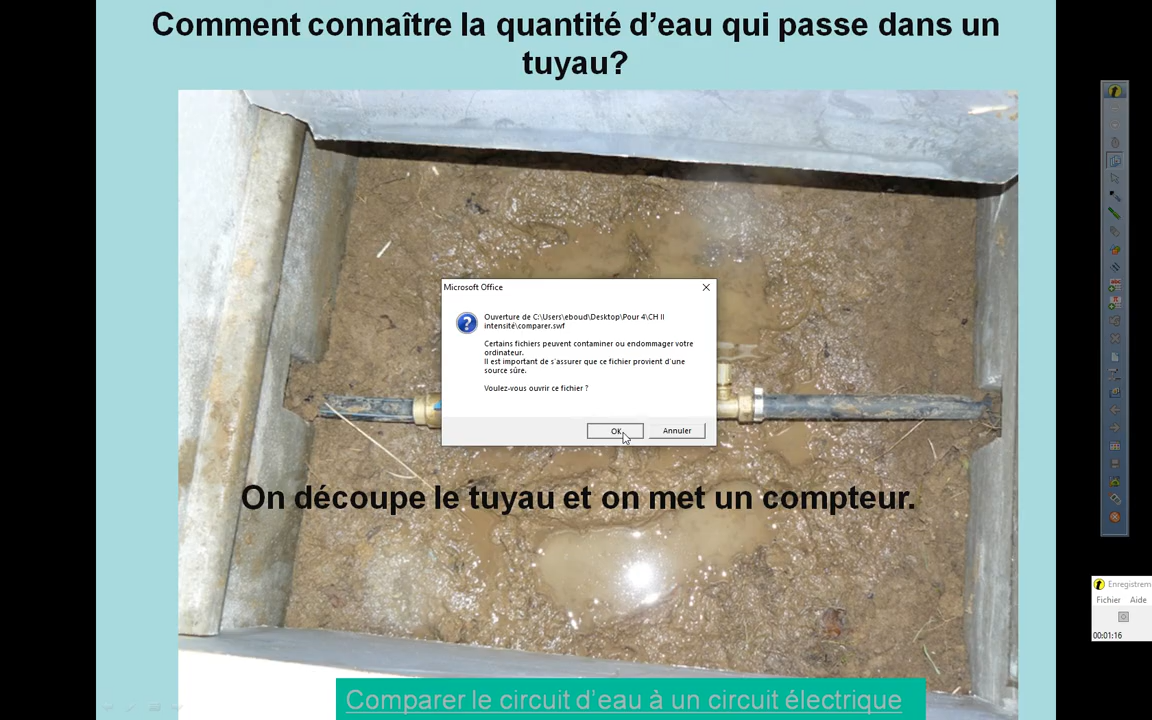 Comment connaître la quantité d’eau qui passe dans un
tuyau?
Microsoft Office
Ouverture de C:\Users\eboud\Desktop\Pour 4\CH II
intensité\comparer.swf
Certains fichiers peuvent contaminer ou endommager votre
ordinateur.
Il est important de s'assurer que ce fichier provient d'une
source sûre.
Voulez-vous ouvrir ce fichier ?
OK
Annuler
On découpe le tuyau et on met un compteur.
Enregistrem
Fichier Aide
00:01:16
Comparer le circuit d’eau à un circuit électrique